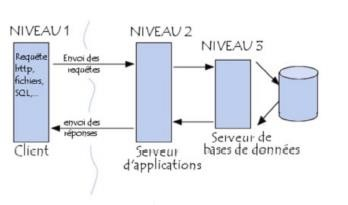 NIVEAU 1
NIVEAU 2
NIVEAU 3
Requête
http,
fichiers,
SQL,...
Envoi des
requêtes
envoi des
réponses
Client
Serveur
d'applications
Serveur de
bases de données